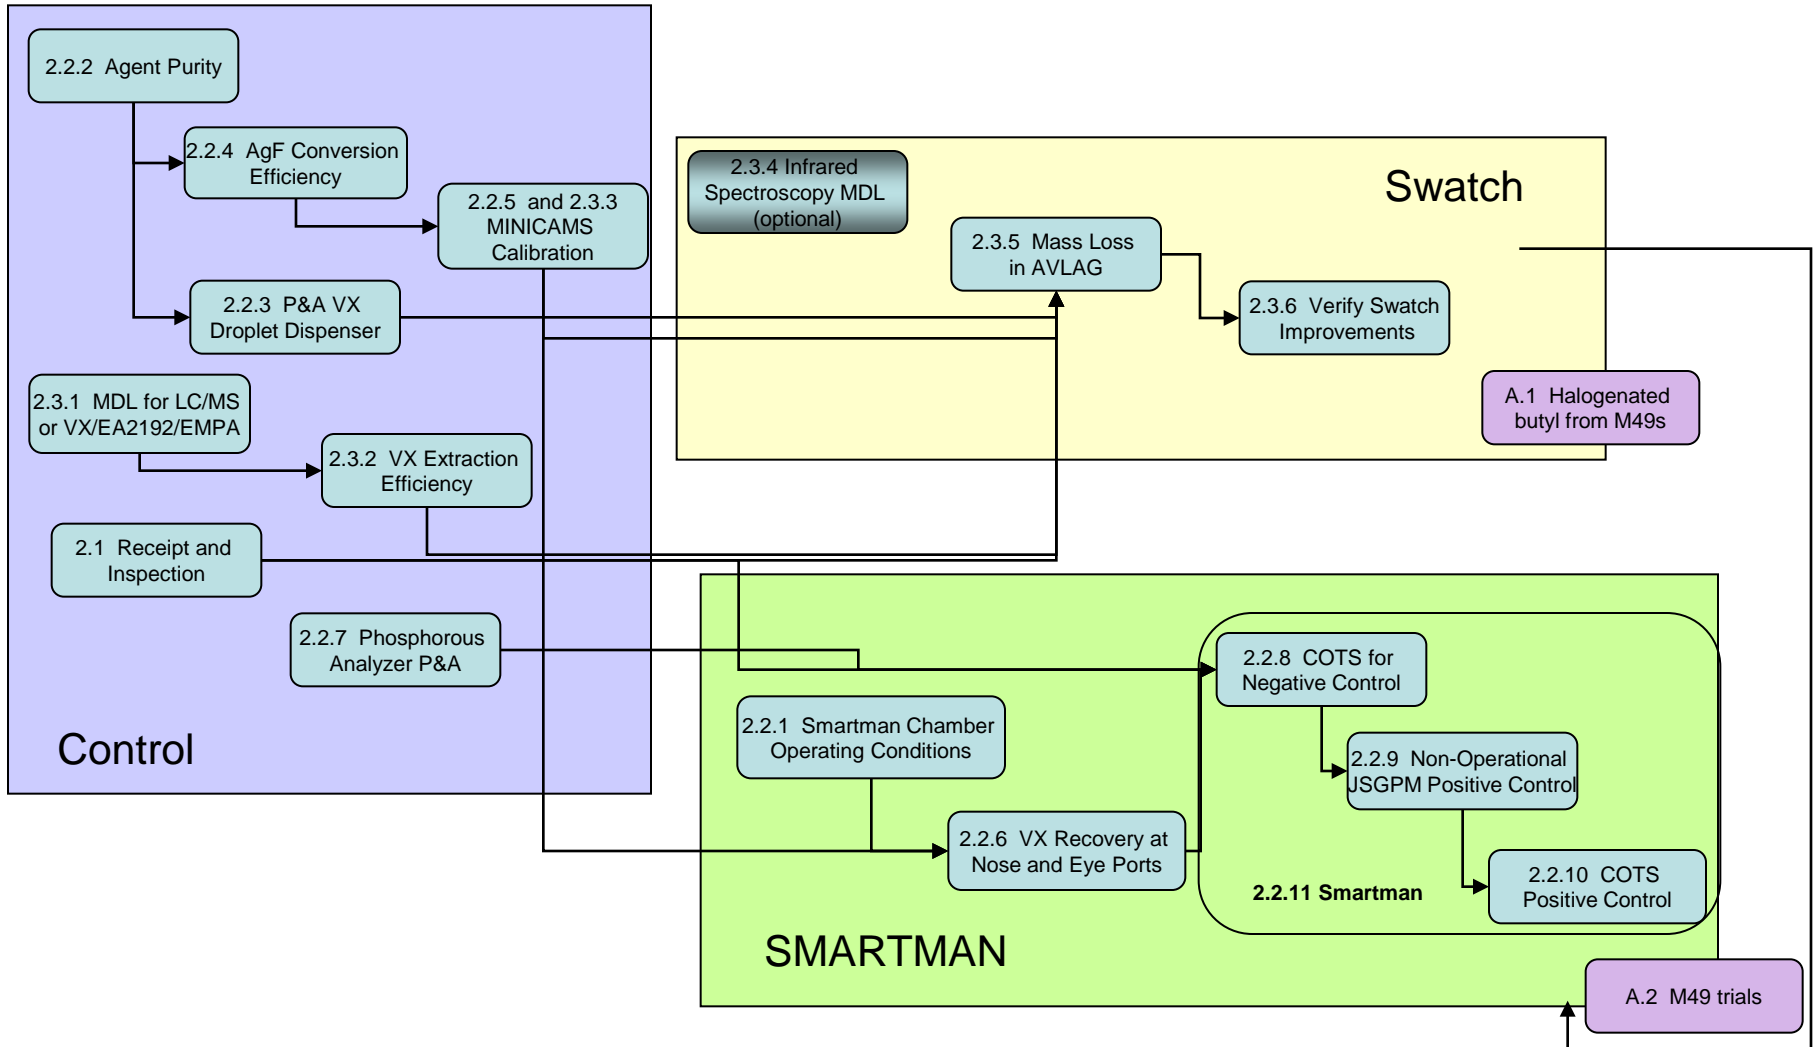 2.2.2 Agent Purity
2.2.4 AgF Conversion
Efficiency
2.2.5 and 2.3.3
MINICAMS
Calibration
2.2.3 P&A VX
Droplet Dispenser
2.3.1 MDL for LC/MS
or VX/EA2192/EMPA
2.3.2 VX Extraction
Efficiency
2.1 Receipt and
Inspection
2.2.7 Phosphorous
Analyzer P&A
Control
2.3.4 Infrared
Spectroscopy MDL
(optional)
Swatch
2.3.5 Mass Loss
in AVLAG
2.3.6 Verify Swatch
Improvements
A.1 Halogenated
butyl from M49s
2.2.8 COTS for
Negative Control
2.2.1 Smartman Chamber
Operating Conditions
2.2.9 Non-Operational
JSGPM Positive Control
2.2.6 VX Recovery at
Nose and Eye Ports
2.2.10 COTS
Positive Control
2.2.11 Smartman
SMARTMAN
A.2 M49 trials